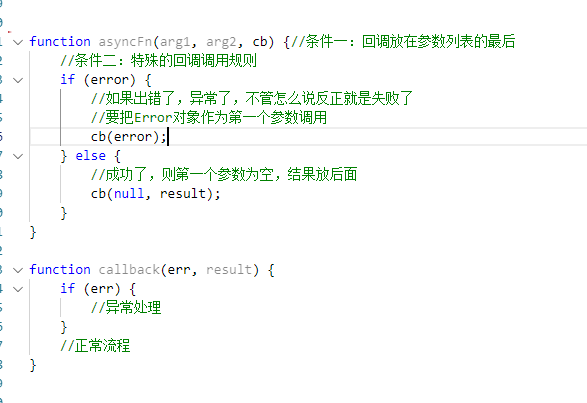 function asyncFn(arg1, arg2, cb) {//条件一：回调放在参数列表的最后
//条件二：特殊的回调调用规则
if (error) {
//如果出错了，异常了，不管怎么说反正就是失败了
//要把Error对象作为第一个参数调用
cb(error);
} else {
//成功了，则第一个参数为空，结果放后面
cb(null, result);
}
}
function callback(err, result) {
if (err) {
//异常处理
}
//正常流程
}